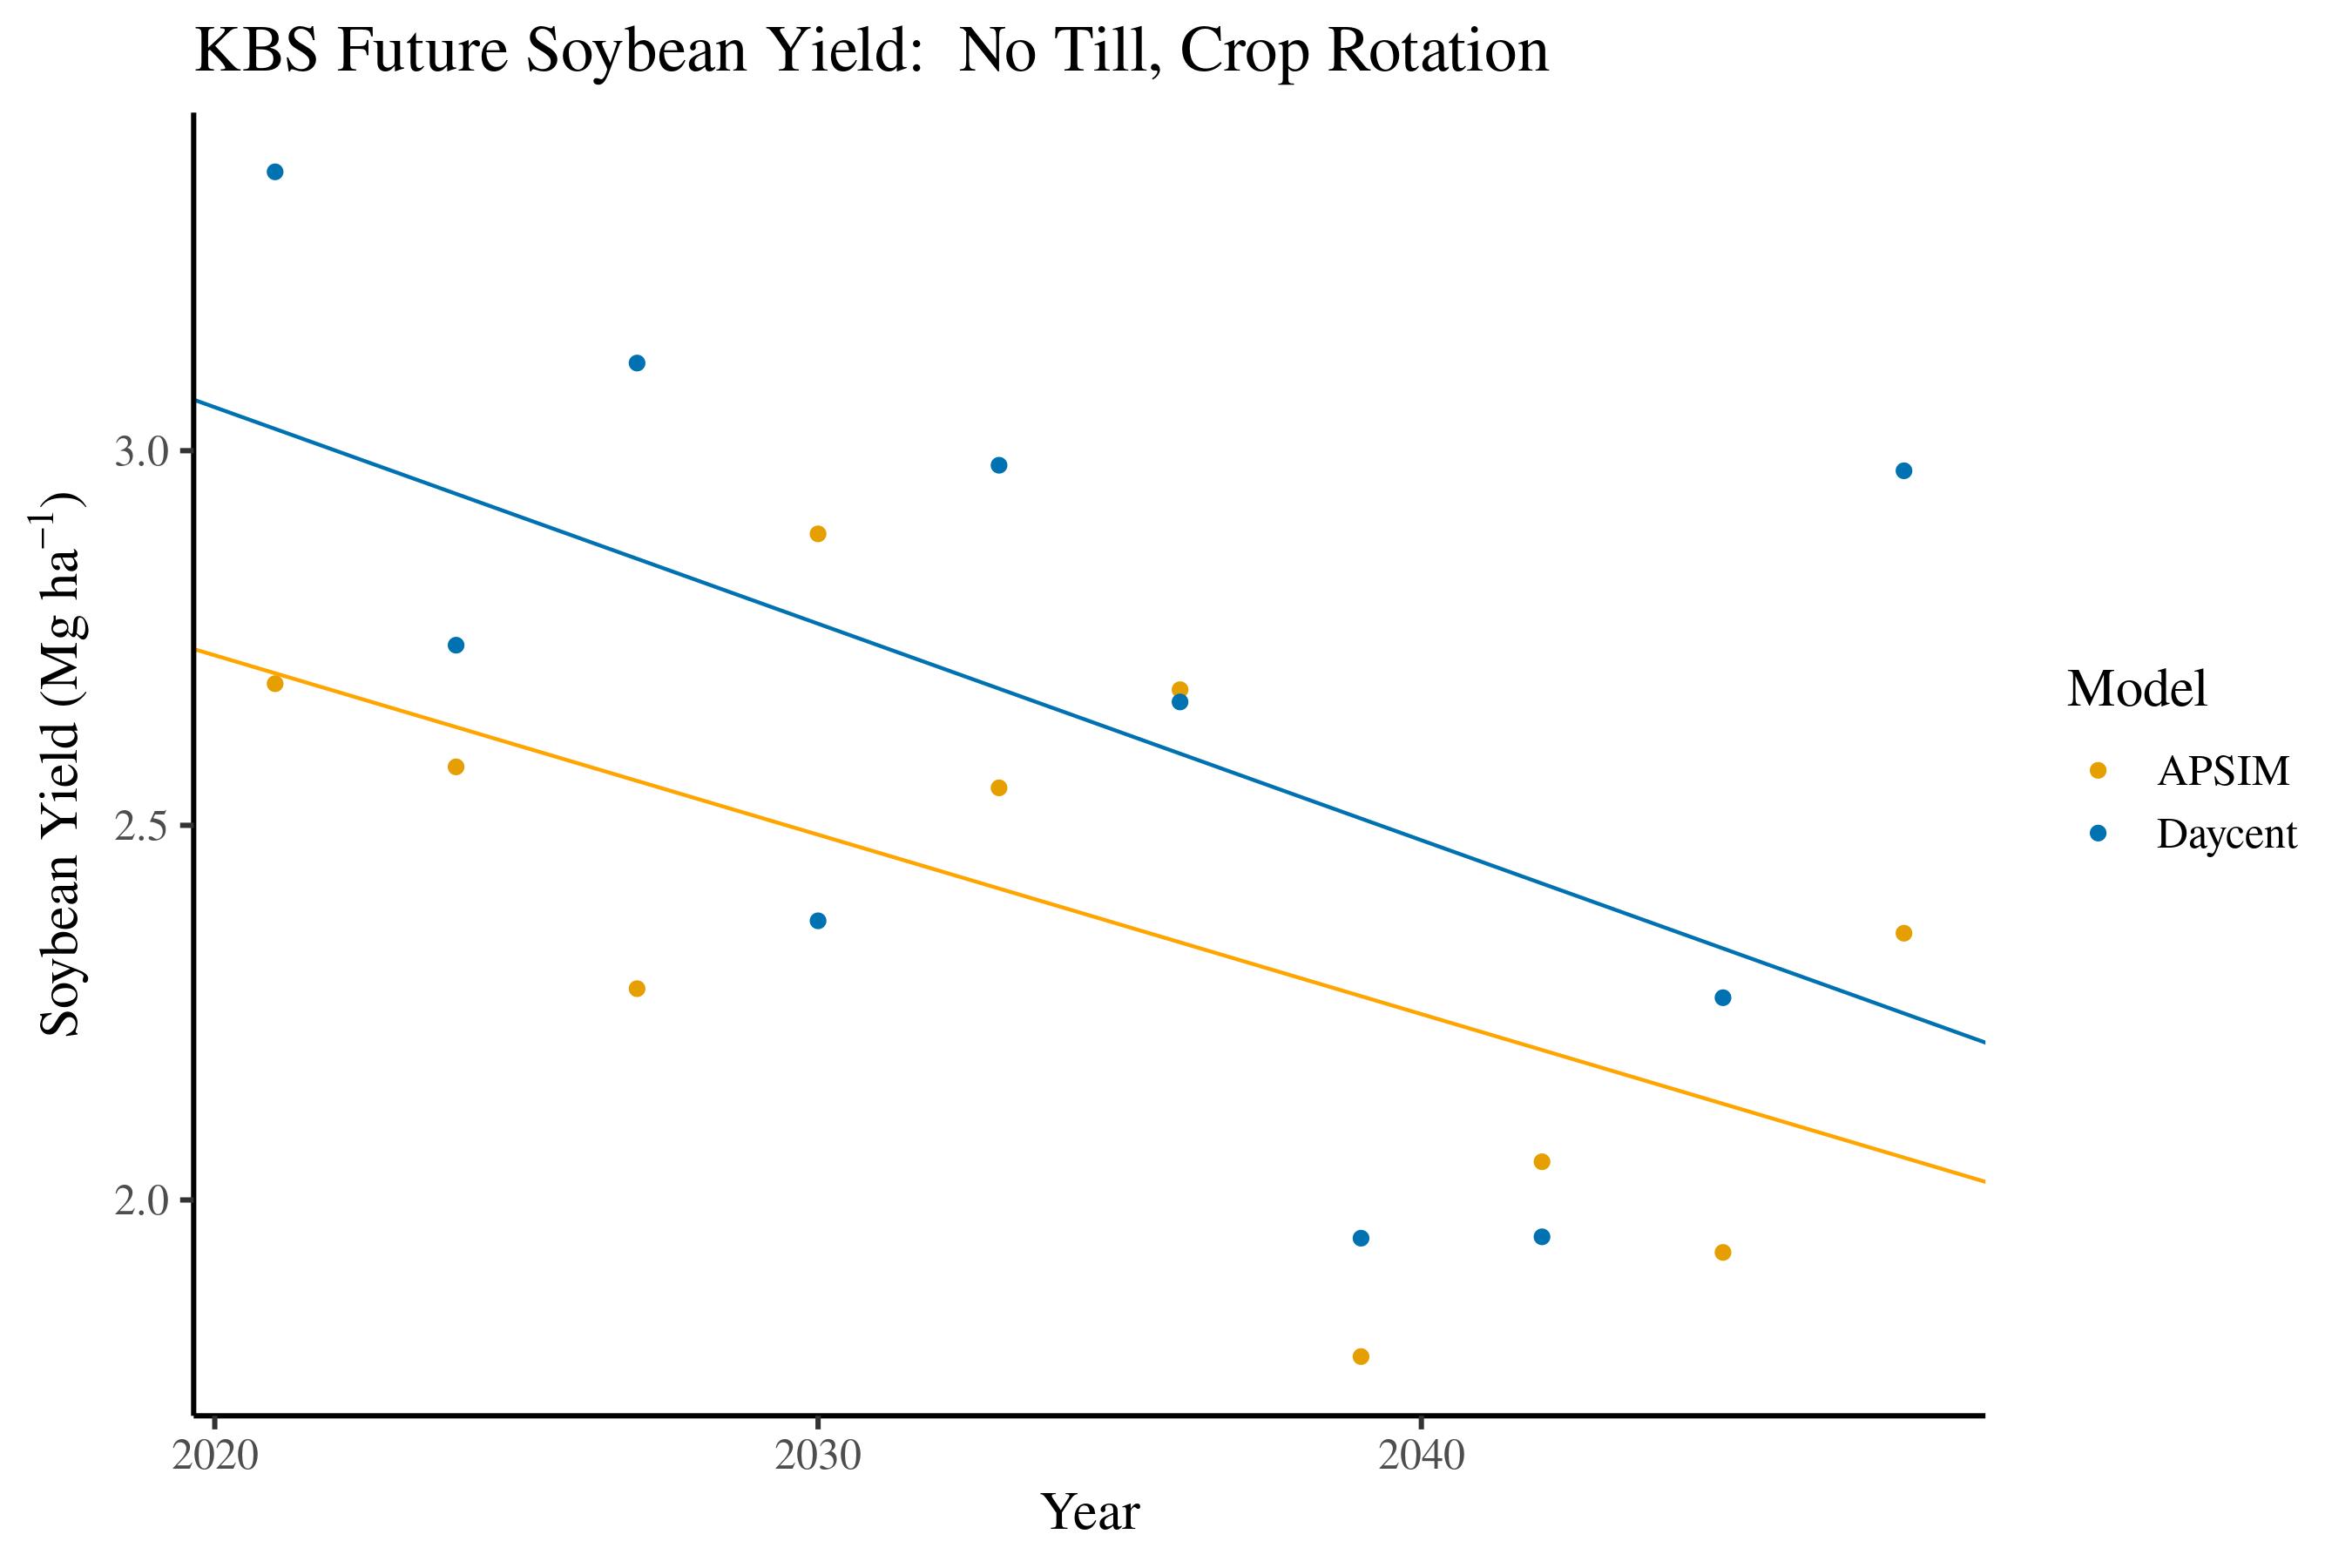 KBS Future Soybean Yield:  No Till, Crop Rotation
Soybean Yield (Mg ha⁻¹)
3.0
2.5
2.0
2020 2030 2040
Year
Model
APSIM
Daycent